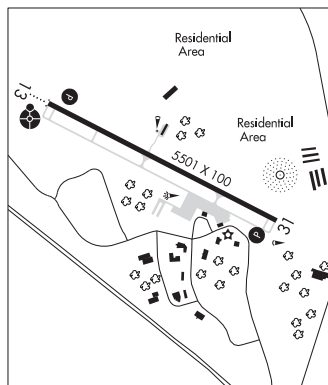 Residential
Area
P
13
Residential
Area
5501 X 100
31
P